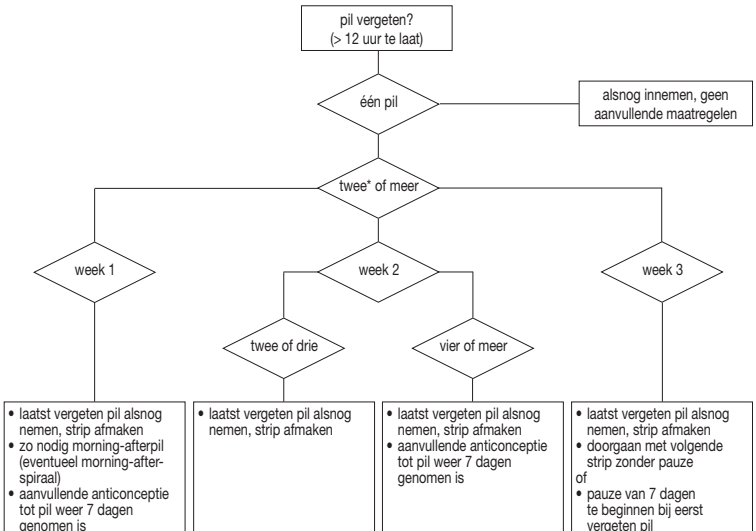 pil vergeten?
(> 12 uur te laat)
één pil
alsnog innemen, geen
aanvullende maatregelen
twee* of meer
week 1
week 2
week 3
twee of drie
vier of meer
• laatst vergeten pil alsnog
nemen, strip afmaken
• zo nodig morning-afterpil
(eventueel morning-after-
spiraal)
• aanvullende anticonceptie
tot pil weer 7 dagen
genomen is
• laatst vergeten pil alsnog
nemen, strip afmaken
• laatst vergeten pil alsnog
nemen, strip afmaken
• aanvullende anticonceptie
tot pil weer 7 dagen
genomen is
• laatst vergeten pil alsnog
nemen, strip afmaken
• doorgaan met volgende
strip zonder pauze
of
• pauze van 7 dagen
te beginnen bij eerst
vergeten pil